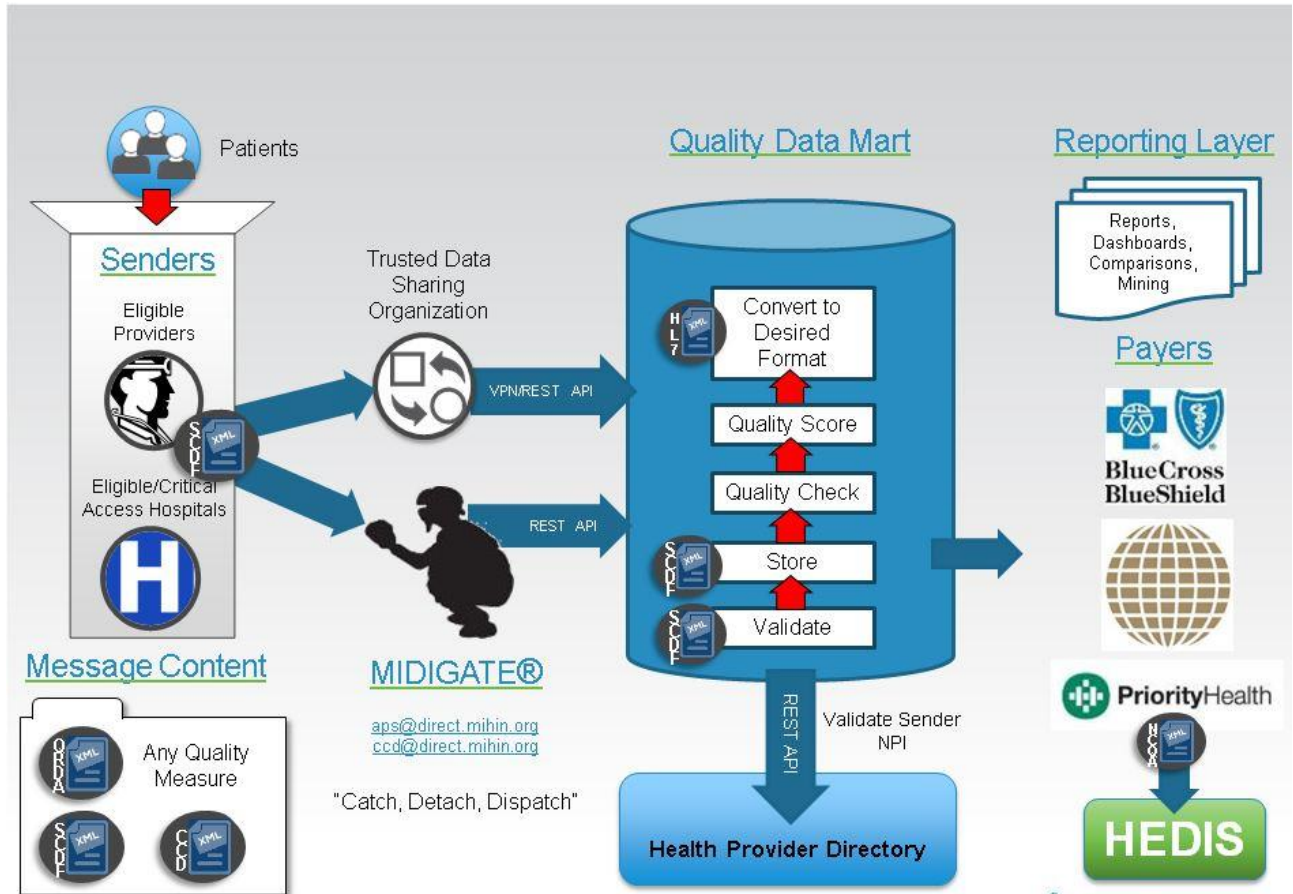 Patients
Senders
Eligible
Providers
SCDF
XML
Eligible/Critical
Access Hospitals
H
Message Content
QRDA
XML
Any Quality
Measure
SCDF
XML
CCD
XML
Trusted Data
Sharing
Organization
VPN/REST API
REST API
MIDIGATE®
aps@direct.mihin.org
ccd@direct.mihin.org
"Catch, Detach, Dispatch"
Quality Data Mart
HL7
XML
Convert to
Desired
Format
Quality Score
Quality Check
SCDF
XML
Store
SCDF
XML
Validate
REST API
Validate Sender
NPI
Health Provider Directory
Reporting Layer
Reports,
Dashboards,
Comparisons,
Mining
Payers
BlueCross
BlueShield
PriorityHealth
NCQA
XML
HEDIS